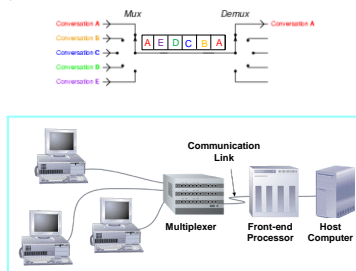 Mux Demux
Conversation A A E D C B A Conversation A
Conversation B
Conversation C
Conversation D
Conversation E
Communication
Link
Multiplexer Front-end Host
Processor Computer